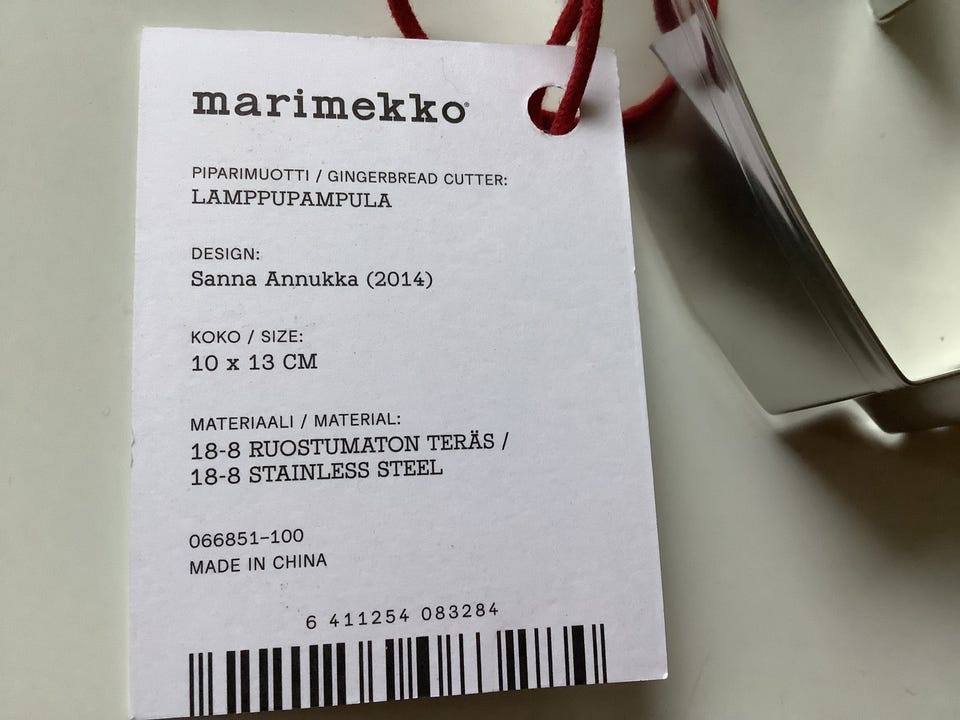 marimekko®
PIPARIMUOTTI / GINGERBREAD CUTTER:
LAMPPUPAMPULA
DESIGN:
Sanna Annukka (2014)
KOKO / SIZE:
10 x 13 CM
MATERIAALI / MATERIAL:
18-8 RUOSTUMATON TERÄS /
18-8 STAINLESS STEEL
066851-100
MADE IN CHINA
6 411254 083284